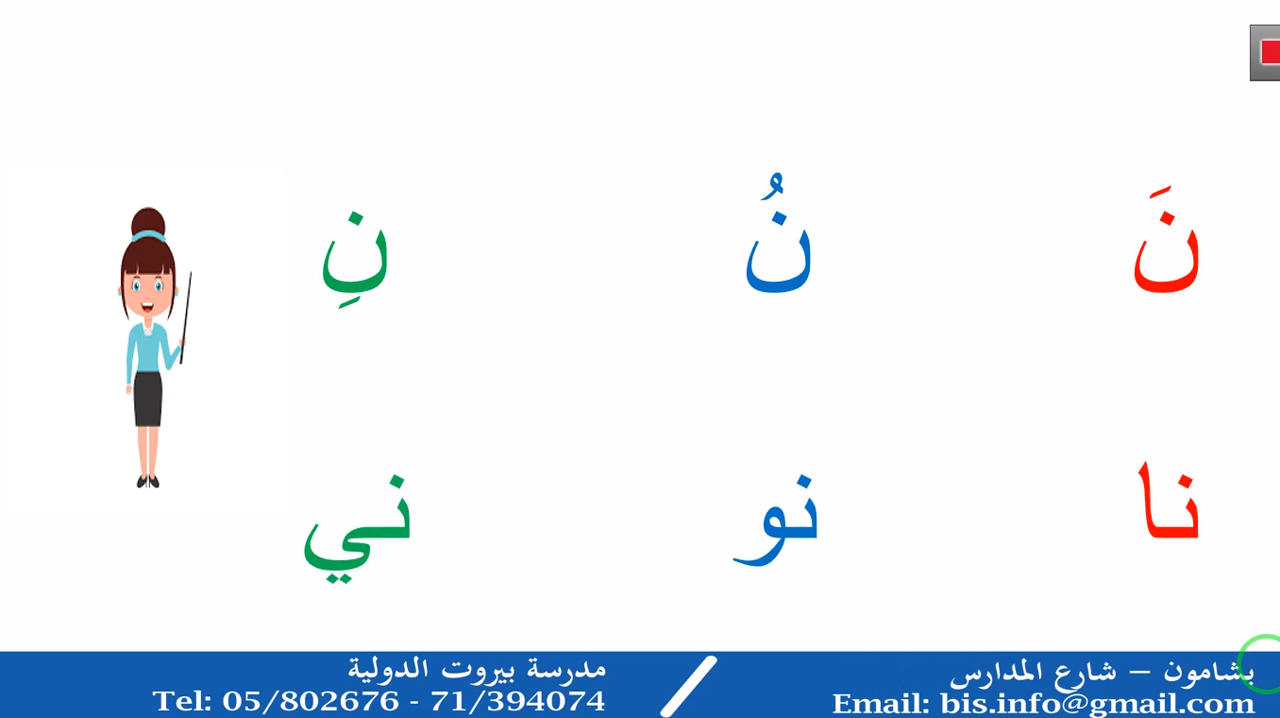 نَ نُ نِ
نا نو ني
بشامون – شارع المدارس
Email: bis.info@gmail.com
مدرسة بيروت الدولية
Tel: 05/802676 - 71/394074